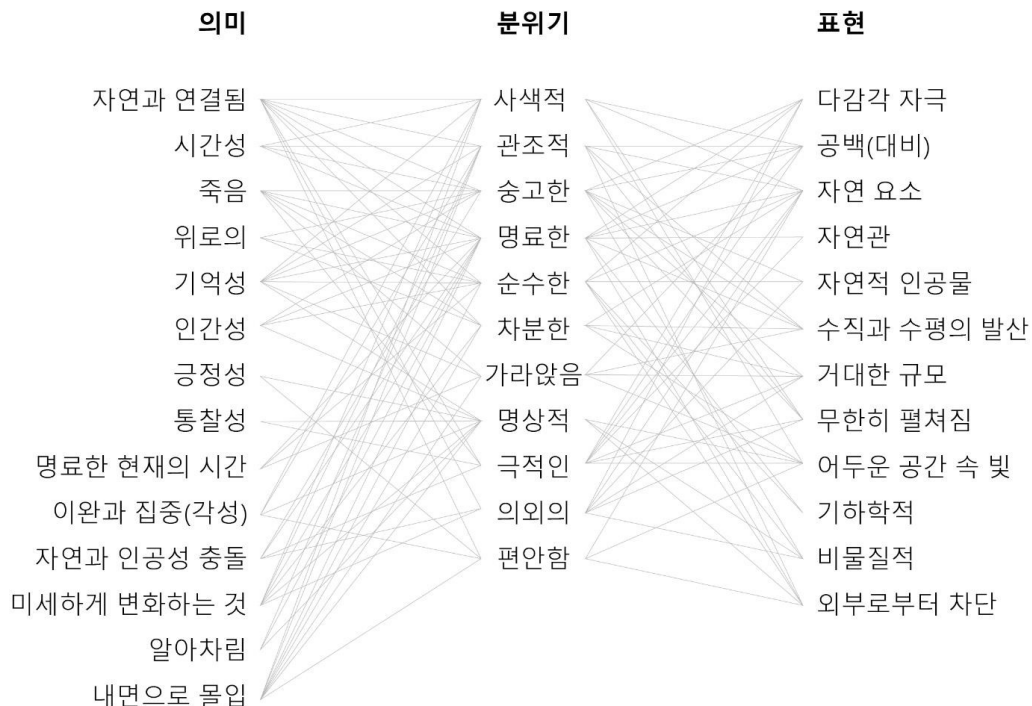 의미 분위기 표현
자연과 연결됨 사색적 다감각 자극
시간성 관조적 공백(대비)
죽음 숭고한 자연 요소
위로의 명료한 자연관
기억성 순수한 자연적 인공물
인간성 차분한 수직과 수평의 발산
긍정성 가라앉음 거대한 규모
통찰성 명상적 무한히 펼쳐짐
명료한 현재의 시간 극적인 어두운 공간 속 빛
이완과 집중(각성) 의외의 기하학적
자연과 인공성 충돌 편안함 비물질적
미세하게 변화하는 것 외부로부터 차단
알아차림
내면으로 몰입